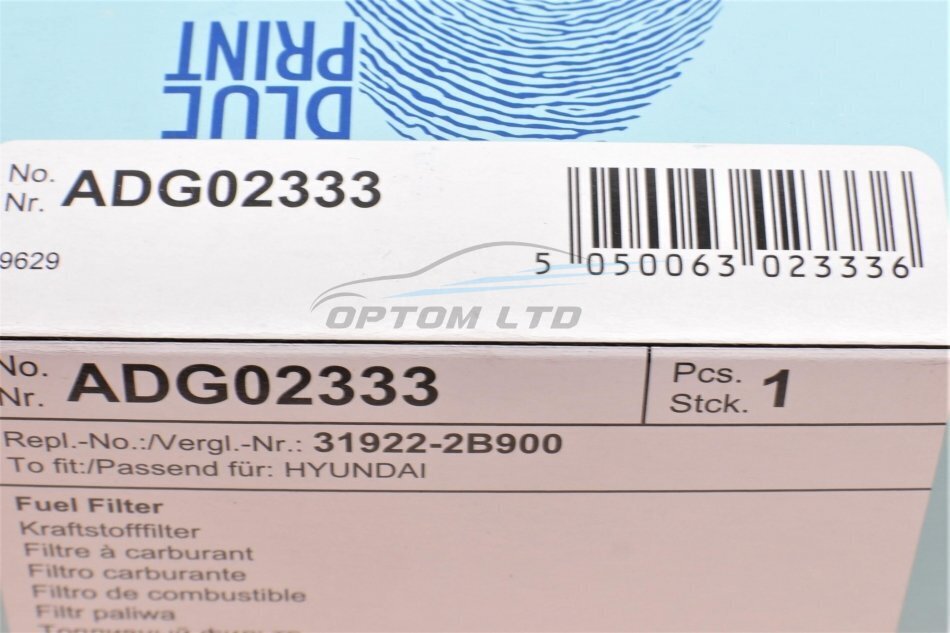 BLUE
PRINT
No.
Nr. ADG02333
9629
5 050063 023336
OPTOM LTD
No.
Nr. ADG02333
Pcs.
Stck. 1
Repl.-No.:/Vergl.-Nr.: 31922-2B900
To fit:/Passend für: HYUNDAI
Fuel Filter
Kraftstofffilter
Filtre à carburant
Filtro carburante
Filtro de combustible
Filtr paliwa
Топливный фильтр